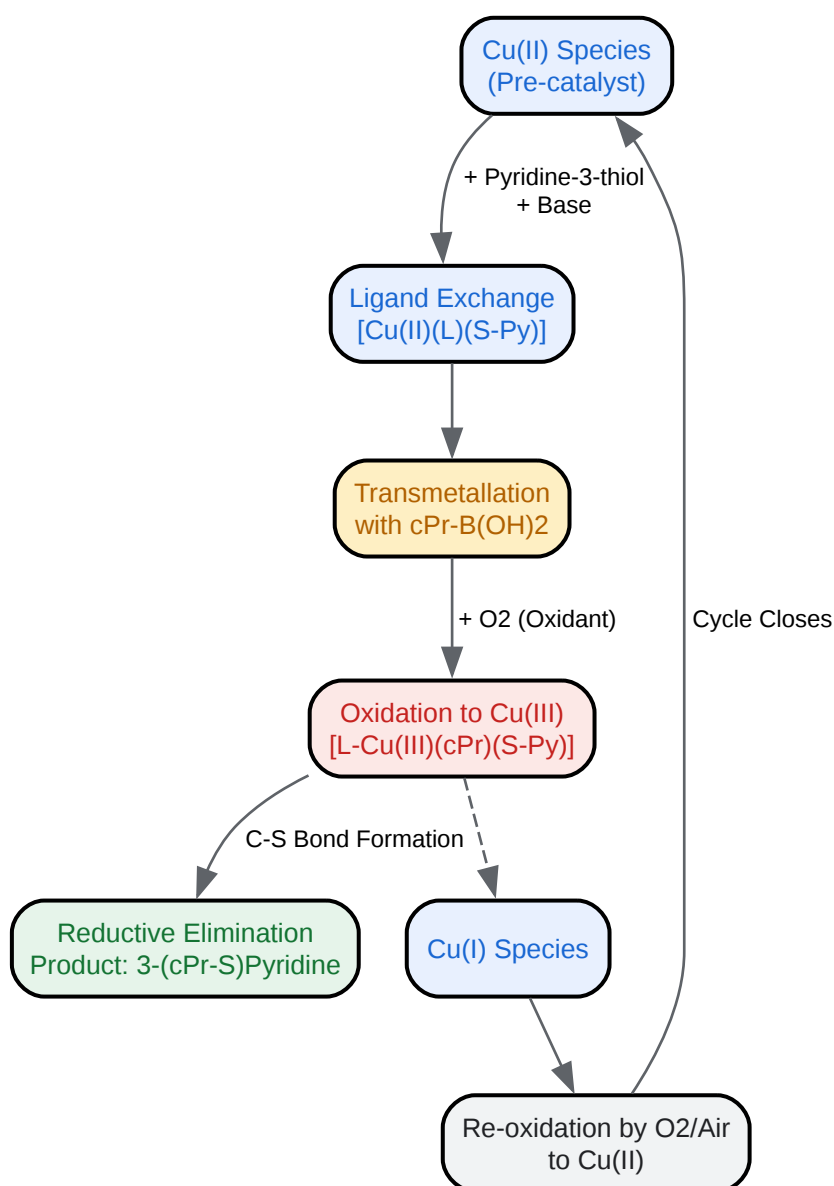 Cu(II) Species
(Pre-catalyst)
+ Pyridine-3-thiol
+ Base
Ligand Exchange
[Cu(II)(L)(S-Py)]
Transmetallation
with cPr-B(OH)2
+ O2 (Oxidant)
Cycle Closes
Oxidation to Cu(III)
[L-Cu(III)(cPr)(S-Py)]
C-S Bond Formation
Reductive Elimination
Product: 3-(cPr-S)Pyridine
Cu(I) Species
Re-oxidation by O2/Air
to Cu(II)